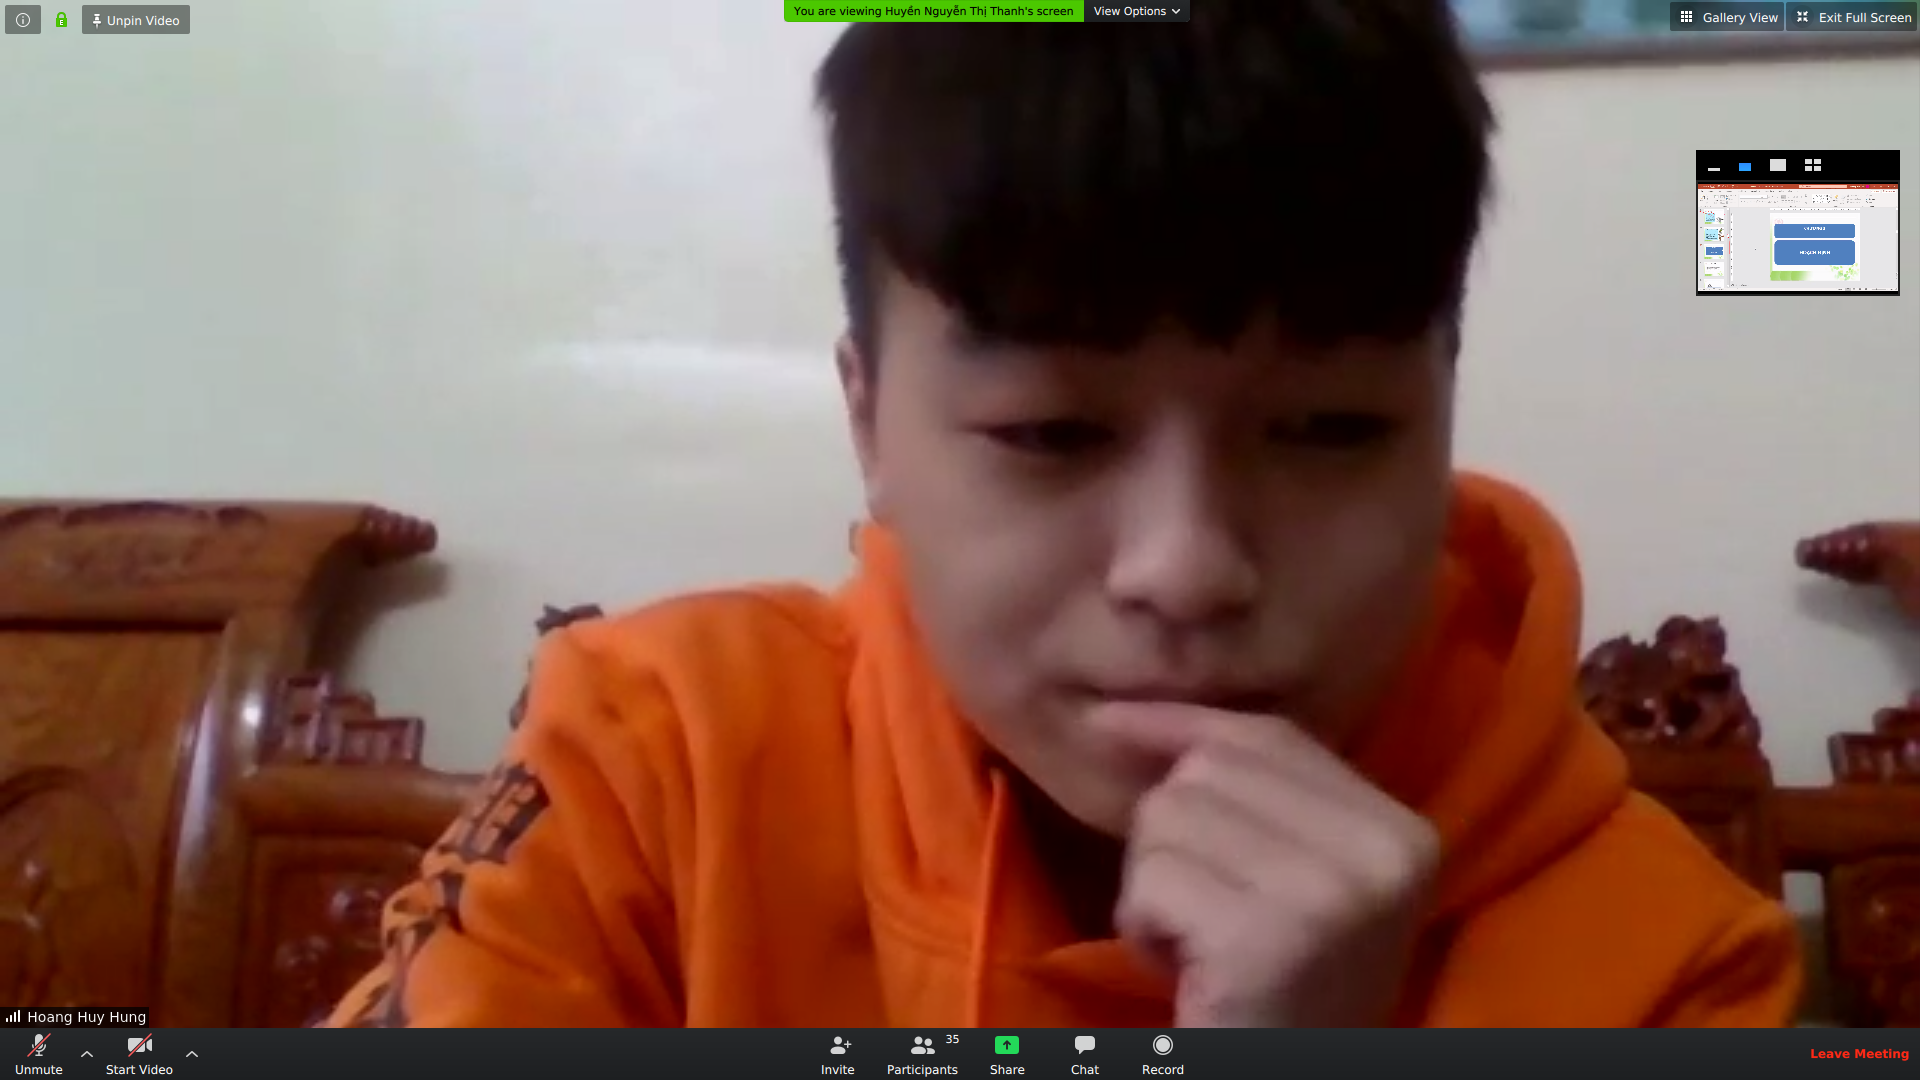 Unpin Video
You are viewing Huyền Nguyễn Thị Thanh's screen
View Options
Gallery View
Exit Full Screen
Hoang Huy Hung
Unmute
Start Video
Invite
Participants
35
Share
Chat
Record
Leave Meeting